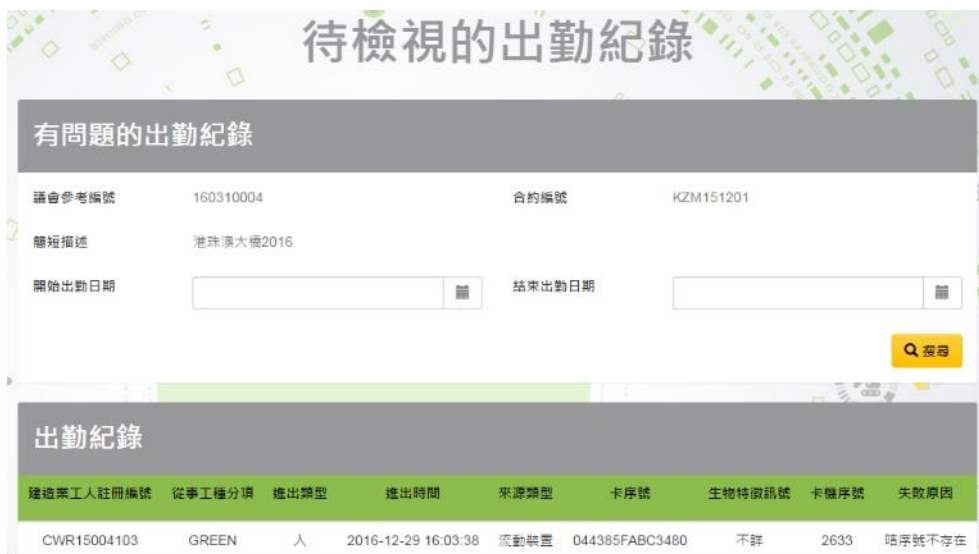 待檢視的出勤紀錄
有問題的出勤紀錄
議會參考編號 160310004 合約編號 KZM151201
簡短描述 港珠澳大橋2016
開始出勤日期 結束出勤日期
搜尋
出勤紀錄
建造業工人註冊編號 從事工種分項 進出類型 進出時間 來源類型 卡序號 生物特徵訊號 卡機序號 失敗原因
CWR15004103 GREEN 人 2016-12-29 16:03:38 流動裝置 044385FABC3480 不詳 2633 咭序號不存在